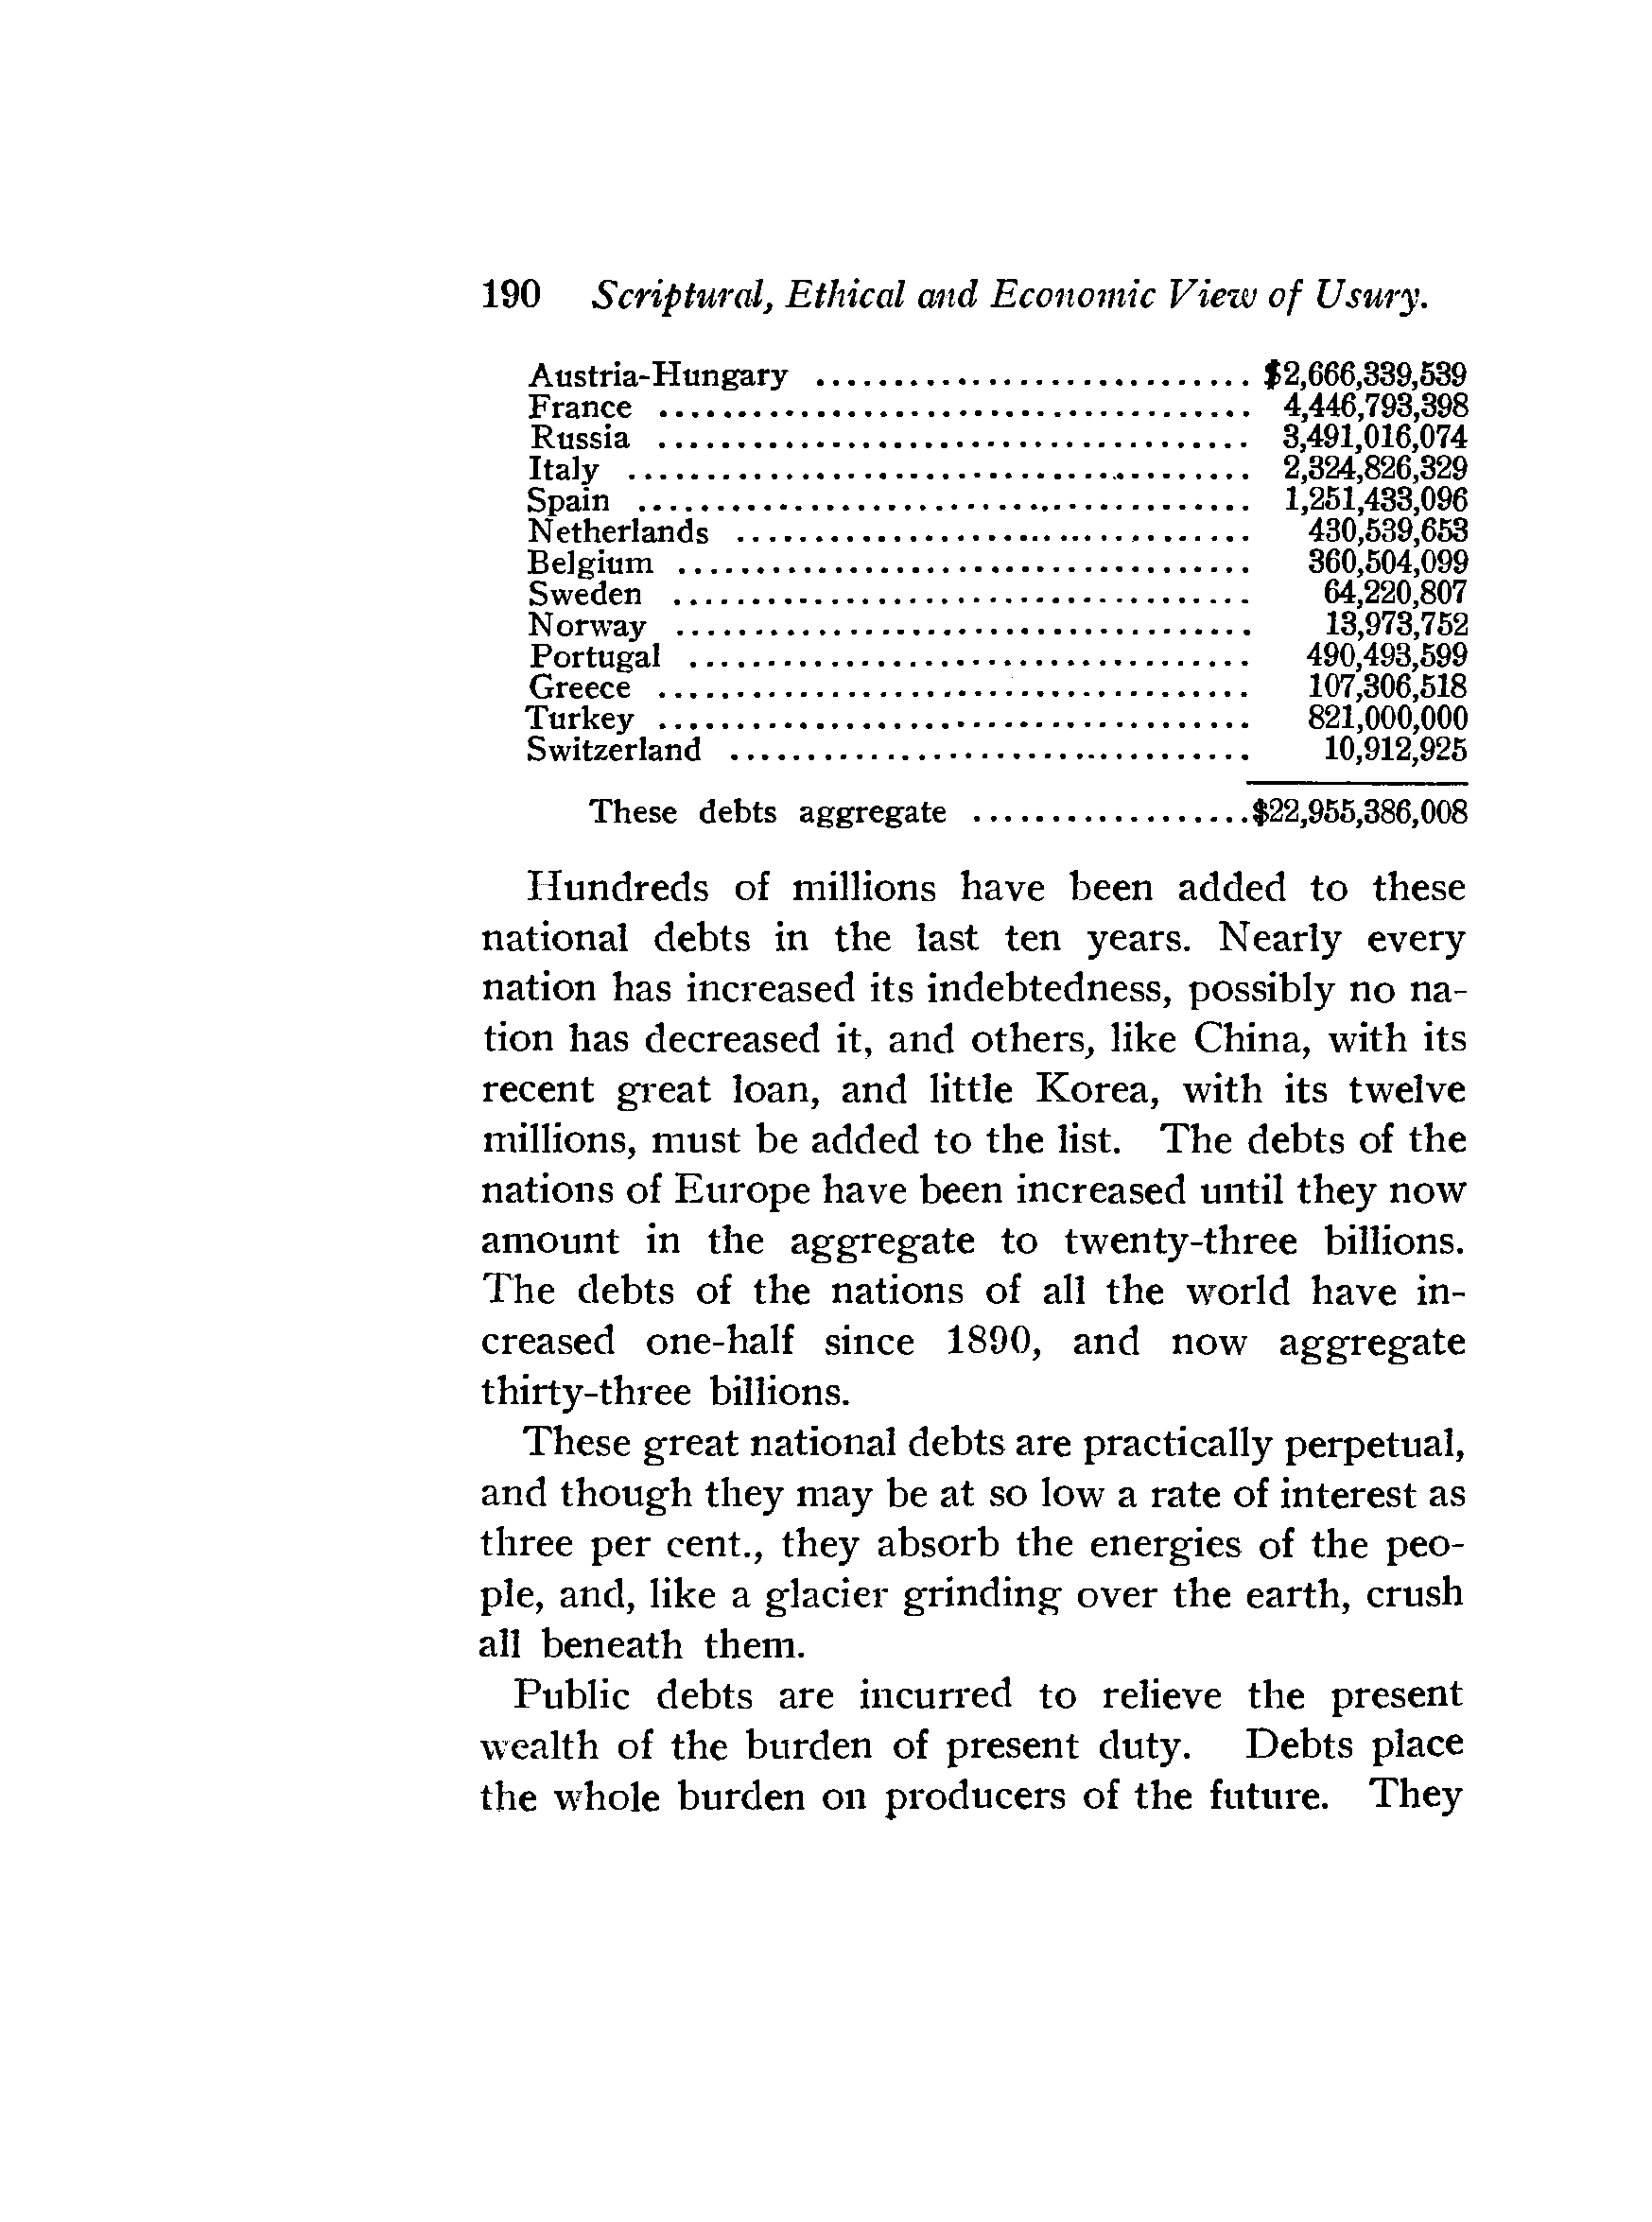 190 Scriptural, Ethical and Economic View of Usury.
Austria-Hungary ............................ $2,666,339,539
France ...................................... 4,446,793,398
Russia ...................................... 3,491,016,074
Italy ........................................ 2,324,826,329
Spain ....................................... 1,251,433,096
Netherlands ................................. 430,539,653
Belgium ..................................... 360,504,099
Sweden ..................................... 64,220,807
Norway ..................................... 13,973,752
Portugal .................................... 490,493,599
Greece ...................................... 107,306,518
Turkey ...................................... 821,000,000
Switzerland ................................. 10,912,925
These debts aggregate ..................$22,955,386,008
Hundreds of millions have been added to these
national debts in the last ten years. Nearly every
nation has increased its indebtedness, possibly no na-
tion has decreased it, and others, like China, with its
recent great loan, and little Korea, with its twelve
millions, must be added to the list. The debts of the
nations of Europe have been increased until they now
amount in the aggregate to twenty-three billions.
The debts of the nations of all the world have in-
creased one-half since 1890, and now aggregate
thirty-three billions.
These great national debts are practically perpetual,
and though they may be at so low a rate of interest as
three per cent., they absorb the energies of the peo-
ple, and, like a glacier grinding over the earth, crush
all beneath them.
Public debts are incurred to relieve the present
wealth of the burden of present duty. Debts place
the whole burden on producers of the future. They